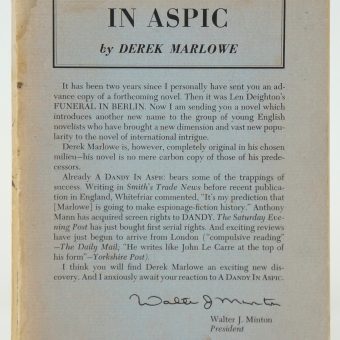 IN ASPIC
by DEREK MARLOWE
It has been two years since I personally have sent you an ad-
vance copy of a forthcoming novel. Then it was Len Deighton's
FUNERAL IN BERLIN. Now I am sending you a novel which
introduces another new name to the group of young English
novelists who have brought a new dimension and vast new popu-
larity to the novel of international intrigue.
Derek Marlowe is, however, completely original in his chosen
milieu—his novel is no mere carbon copy of those of his prede-
cessors.
Already A DANDY IN ASPIC bears some of the trappings of
success. Writing in Smith's Trade News before recent publication
in England, Whitefriar commented, "It's my prediction that
[Marlowe] is going to make espionage-fiction history." Anthony
Mann has acquired screen rights to DANDY. The Saturday Eve-
ning Post has just bought first serial rights. And exciting reviews
have just begun to arrive from London ("compulsive reading"
—The Daily Mail; "He writes like John Le Carre at the top of
his form"—Yorkshire Post).
I think you will find Derek Marlowe an exciting new dis-
covery. And I anxiously await your reaction to A DANDY IN ASPIC.
Walter J Minton
Walter J. Minton
President